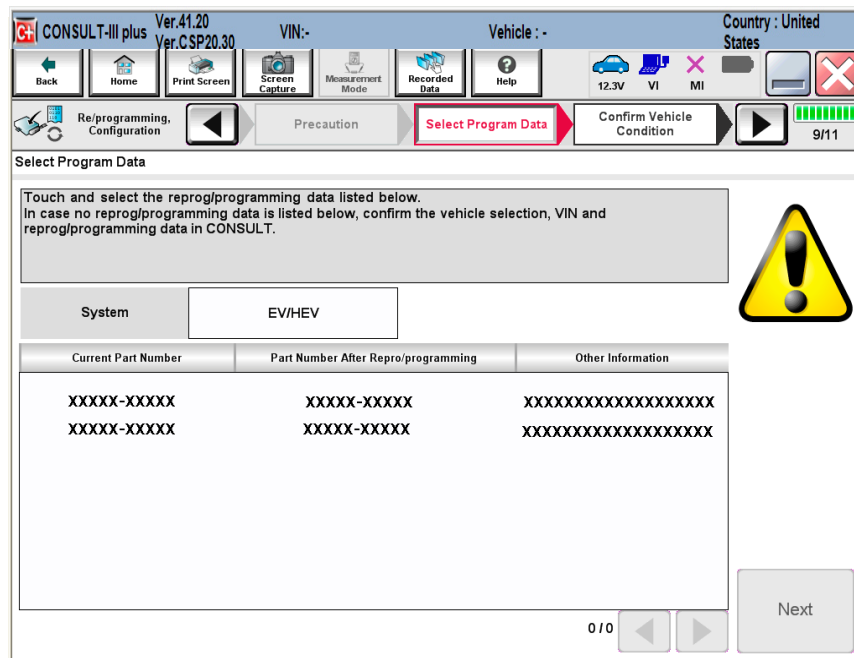 CONSULT-III plus Ver.41.20 VIN:- Vehicle : - Country : United
Ver.CSP20.30 States
Back Home Print Screen Screen Capture Measurement Mode Recorded Data Help 12.3V VI MI
Re/programming, Configuration Precaution Select Program Data Confirm Vehicle Condition 9/11
Select Program Data
Touch and select the reprog/programming data listed below.
In case no reprog/programming data is listed below, confirm the vehicle selection, VIN and
reprog/programming data in CONSULT.
System EV/HEV
Current Part Number Part Number After Repro/programming Other Information
XXXXX-XXXXX XXXXX-XXXXX XXXXXXXXXXXXXXXXXXX
XXXXX-XXXXX XXXXX-XXXXX XXXXXXXXXXXXXXXXXXX
Next
0/0